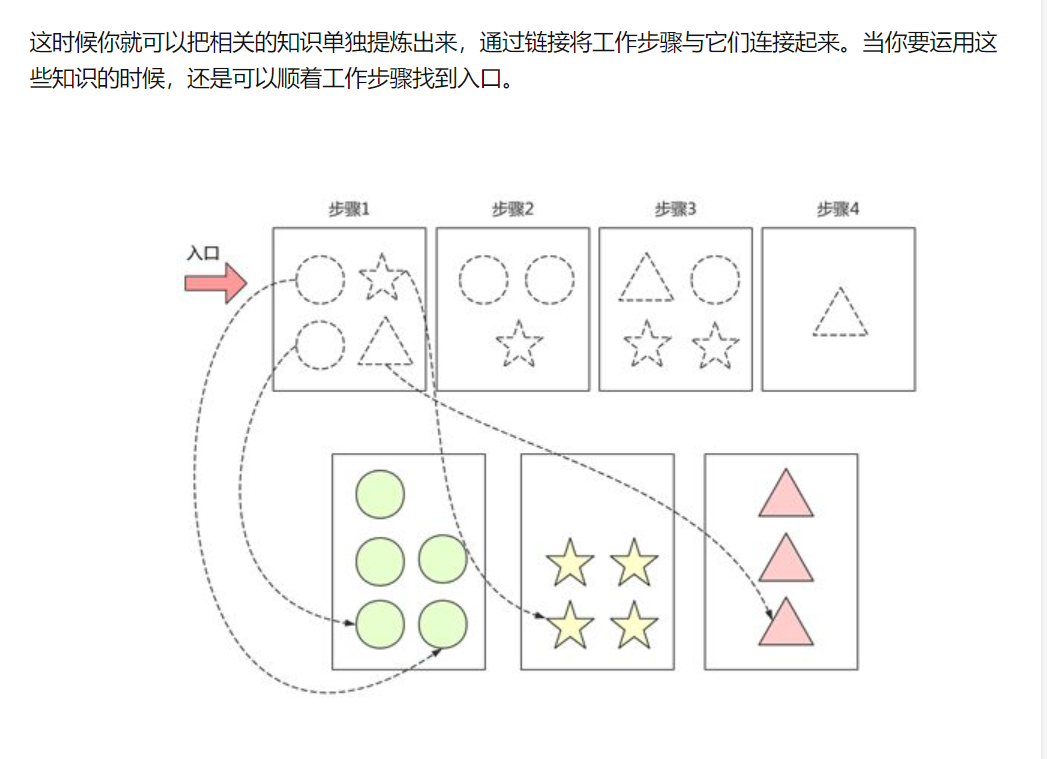 这时候你就可以把相关的知识单独提炼出来，通过链接将工作步骤与它们连接起来。当你要运用这
些知识的时候，还是可以顺着工作步骤找到入口。
步骤1
步骤2
步骤3
步骤4
入口